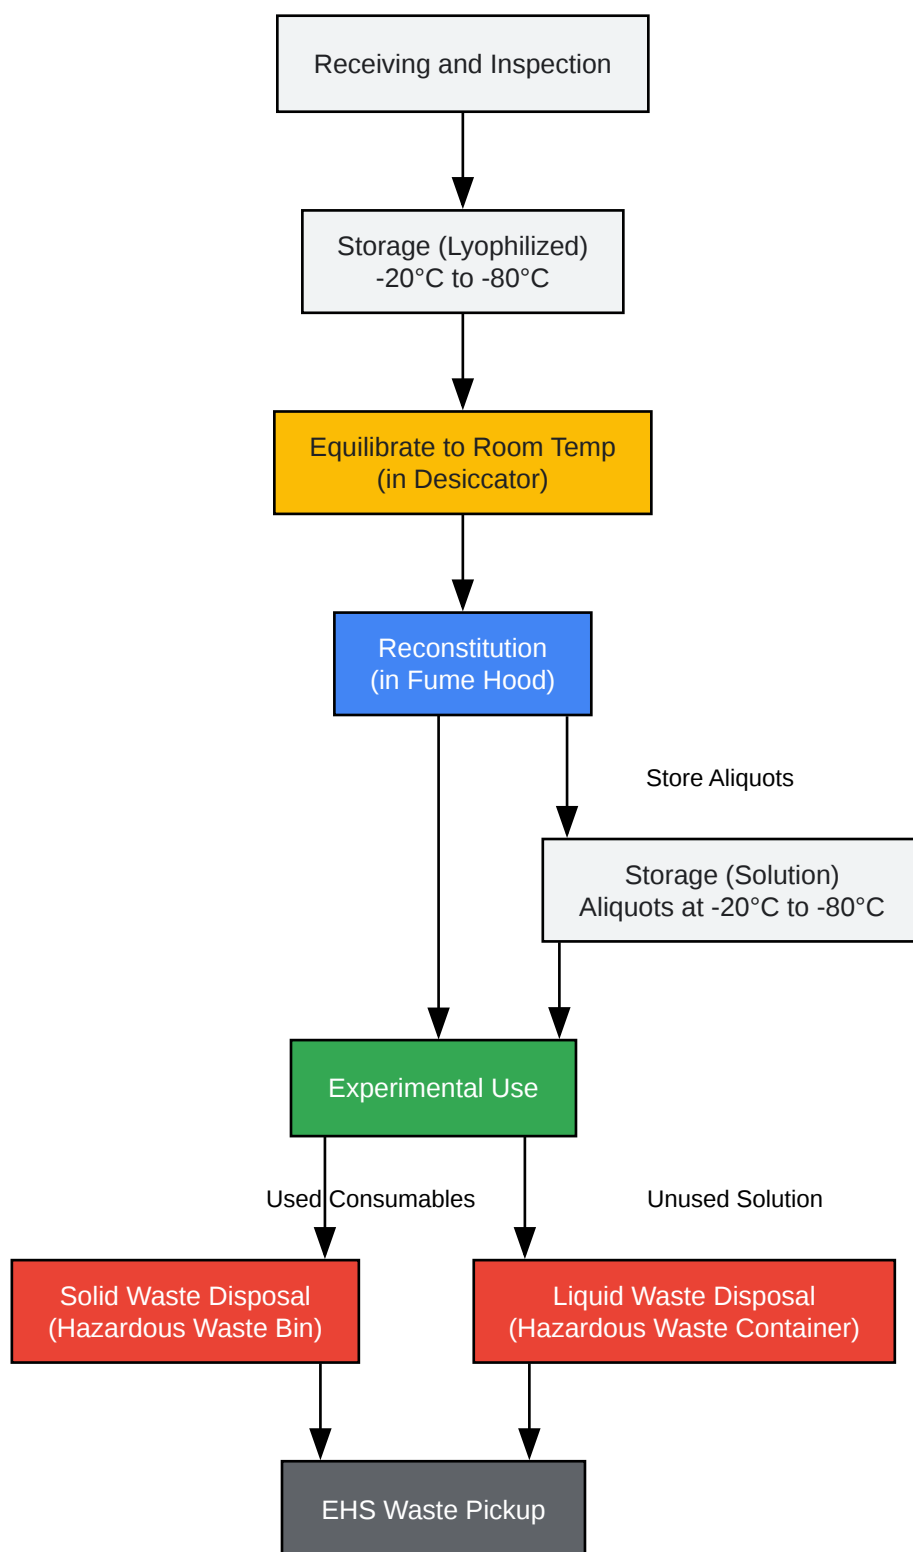 Receiving and Inspection
Storage (Lyophilized)
-20°C to -80°C
Equilibrate to Room Temp
(in Desiccator)
Reconstitution
(in Fume Hood)
Store Aliquots
Storage (Solution)
Aliquots at -20°C to -80°C
Experimental Use
Used Consumables
Unused Solution
Solid Waste Disposal
(Hazardous Waste Bin)
Liquid Waste Disposal
(Hazardous Waste Container)
EHS Waste Pickup